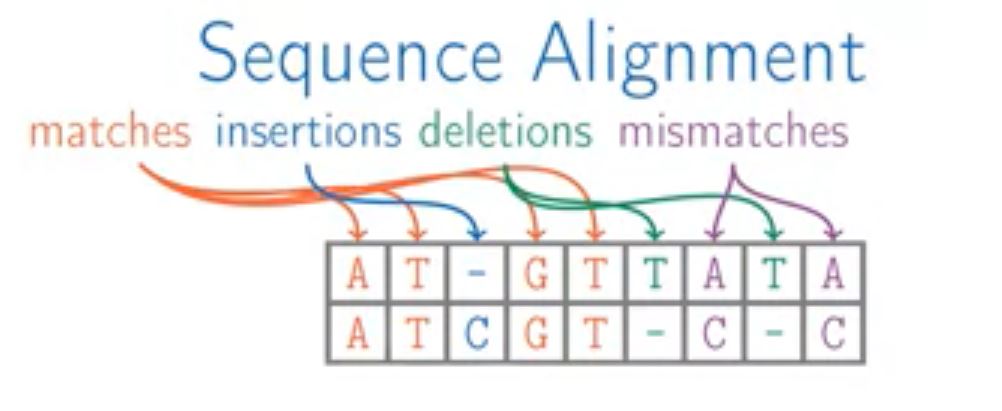 Sequence Alignment
matches insertions deletions mismatches
A T - G T T A T A
A T C G T - C - C